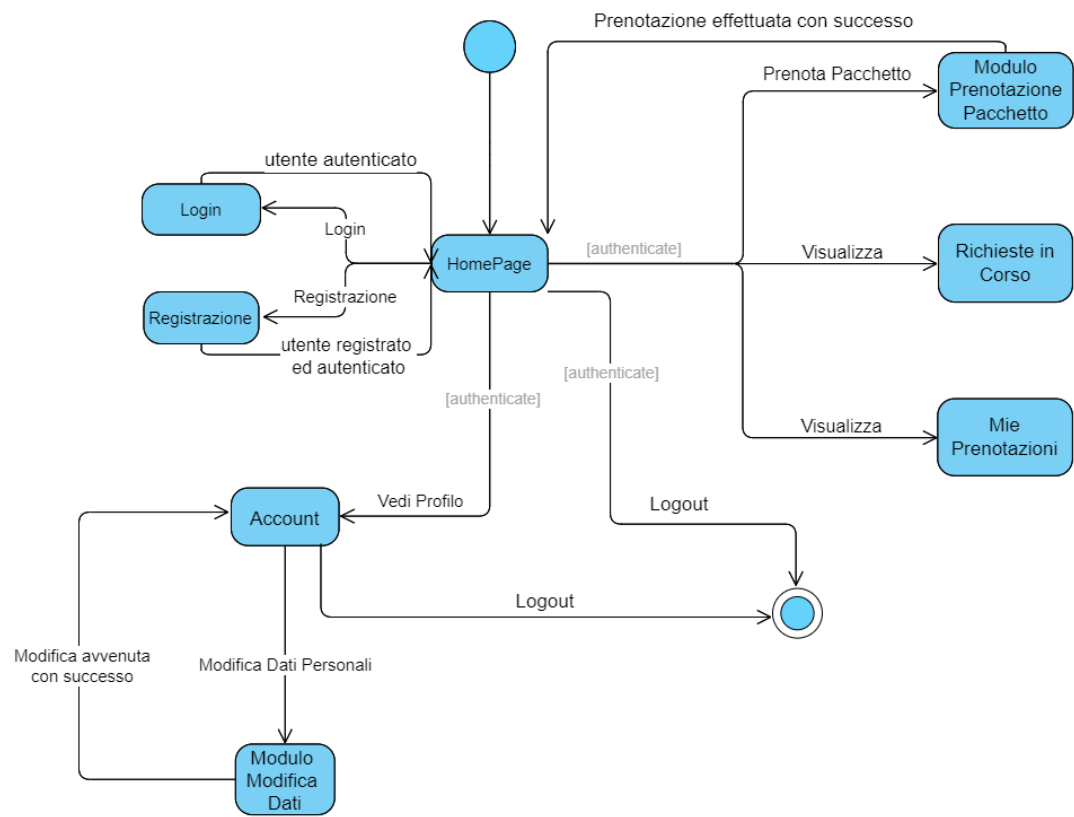 Prenotazione effettuata con successo
Prenota Pacchetto
Modulo
Prenotazione
Pacchetto
utente autenticato
Login
Login
HomePage
[authenticate]
Visualizza
Richieste in
Corso
Registrazione
Registrazione
utente registrato
ed autenticato
[authenticate]
[authenticate]
Visualizza
Mie
Prenotazioni
Vedi Profilo
Account
Logout
Logout
Modifica avvenuta
con successo
Modifica Dati Personali
Modulo
Modifica
Dati